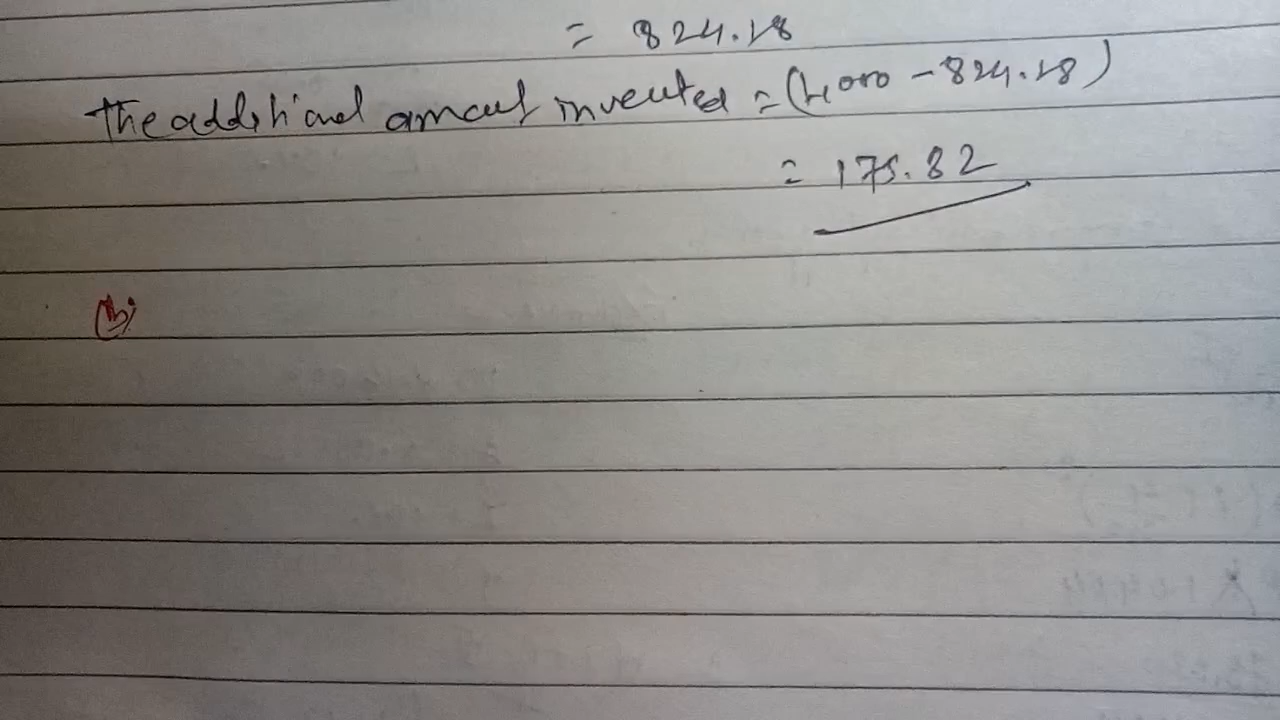 = 824.18
The additional amount invested = (1000 - 824.18)
= 175.82
(b)